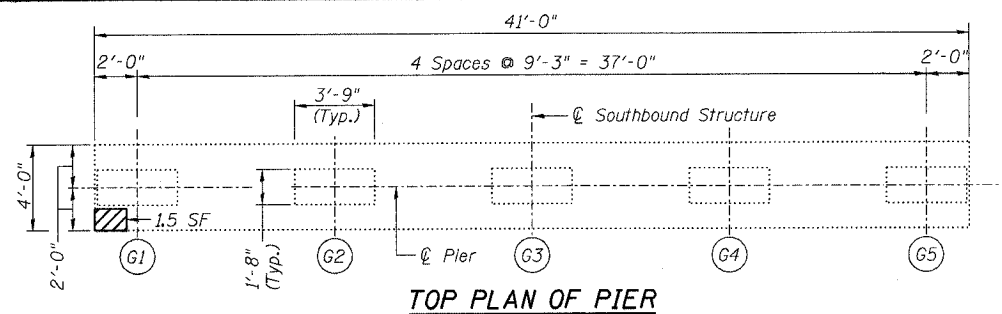 41'-0"
2'-0"
4 Spaces @ 9'-3" = 37'-0"
2'-0"
3'-9"
(Typ.)
℄ Southbound Structure
4'-0"
2'-0"
1.5 SF
1'-8"
(Typ.)
℄ Pier
G1
G2
G3
G4
G5
TOP PLAN OF PIER